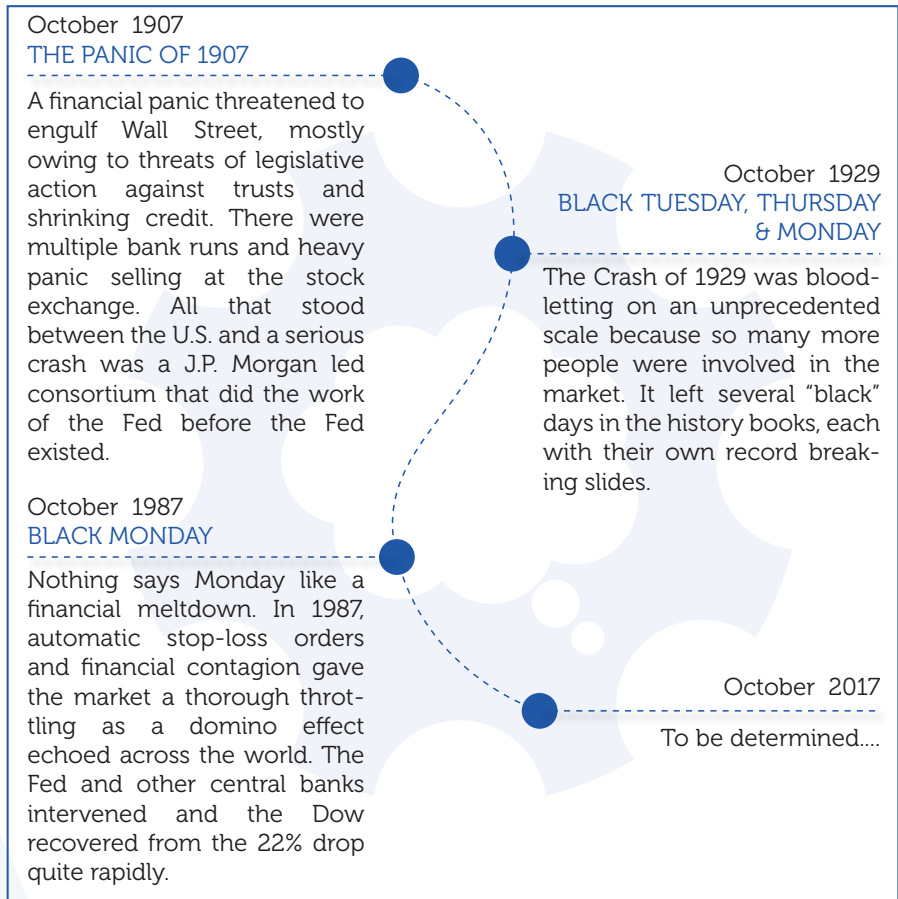 October 1907
THE PANIC OF 1907
A financial panic threatened to
engulf Wall Street, mostly
owing to threats of legislative
action against trusts and
shrinking credit. There were
multiple bank runs and heavy
panic selling at the stock
exchange. All that stood
between the U.S. and a serious
crash was a J.P. Morgan led
consortium that did the work
of the Fed before the Fed
existed.
October 1929
BLACK TUESDAY, THURSDAY
& MONDAY
The Crash of 1929 was blood-
letting on an unprecedented
scale because so many more
people were involved in the
market. It left several “black”
days in the history books, each
with their own record break-
ing slides.
October 1987
BLACK MONDAY
Nothing says Monday like a
financial meltdown. In 1987,
automatic stop-loss orders
and financial contagion gave
the market a thorough throt-
tling as a domino effect
echoed across the world. The
Fed and other central banks
intervened and the Dow
recovered from the 22% drop
quite rapidly.
October 2017
To be determined....